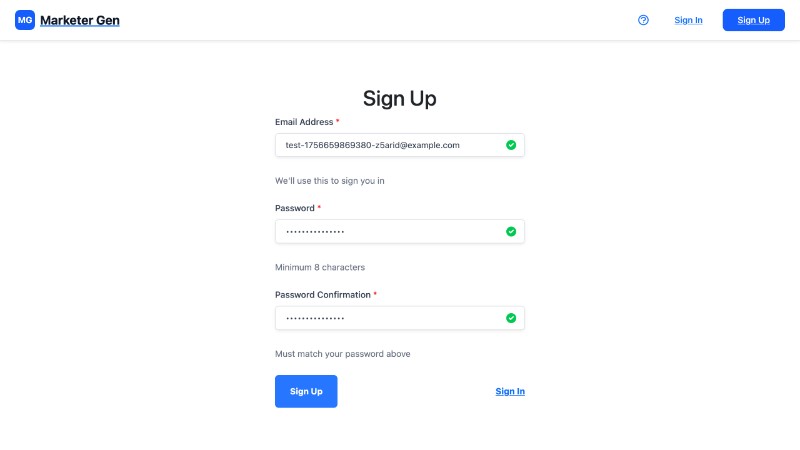 MG Marketer Gen
Sign In
Sign Up
Sign Up
Email Address *
test-1756659869380-z5arid@example.com
We'll use this to sign you in
Password *
•••••••••••••••
Minimum 8 characters
Password Confirmation *
•••••••••••••••
Must match your password above
Sign Up
Sign In